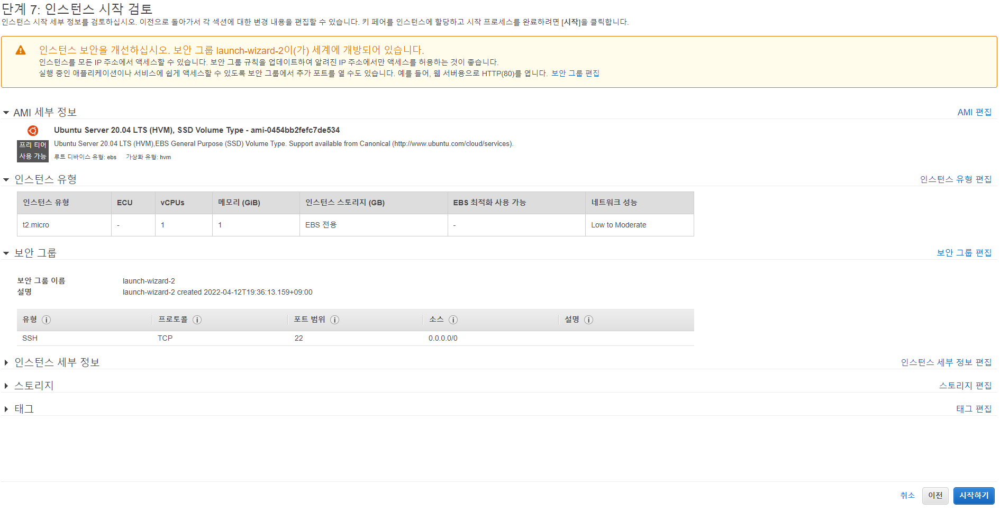 단계 7: 인스턴스 시작 검토
인스턴스 시작 세부 정보를 검토하십시오. 이전으로 돌아가서 각 섹션에 대한 변경 내용을 편집할 수 있습니다. 키 페어를 인스턴스에 할당하고 시작 프로세스를 완료하려면 [시작]을 클릭합니다.
인스턴스 보안을 개선하십시오. 보안 그룹 launch-wizard-2이(가) 세계에 개방되어 있습니다.
인스턴스를 모든 IP 주소에서 액세스할 수 있습니다. 보안 그룹 규칙을 업데이트하여 알려진 IP 주소에서만 액세스를 허용하는 것이 좋습니다.
실행 중인 애플리케이션이나 서비스에 쉽게 액세스할 수 있도록 보안 그룹에서 추가 포트를 열 수도 있습니다. 예를 들어, 웹 서버용으로 HTTP(80)를 엽니다. 보안 그룹 편집
AMI 세부 정보 AMI 편집
Ubuntu Server 20.04 LTS (HVM), SSD Volume Type - ami-0454bb2fefc7de534
프리 티어 Ubuntu Server 20.04 LTS (HVM),EBS General Purpose (SSD) Volume Type. Support available from Canonical (http://www.ubuntu.com/cloud/services).
사용 가능 루트 디바이스 유형: ebs 가상화 유형: hvm
인스턴스 유형 인스턴스 유형 편집
인스턴스 유형 ECU vCPUs 메모리 (GiB) 인스턴스 스토리지 (GB) EBS 최적화 사용 가능 네트워크 성능
t2.micro - 1 1 EBS 전용 - Low to Moderate
보안 그룹 보안 그룹 편집
보안 그룹 이름 launch-wizard-2
설명 launch-wizard-2 created 2022-04-12T19:36:13.159+09:00
유형 프로토콜 포트 범위 소스 설명
SSH TCP 22 0.0.0.0/0
인스턴스 세부 정보 인스턴스 세부 정보 편집
스토리지 스토리지 편집
태그 태그 편집
취소 이전 시작하기